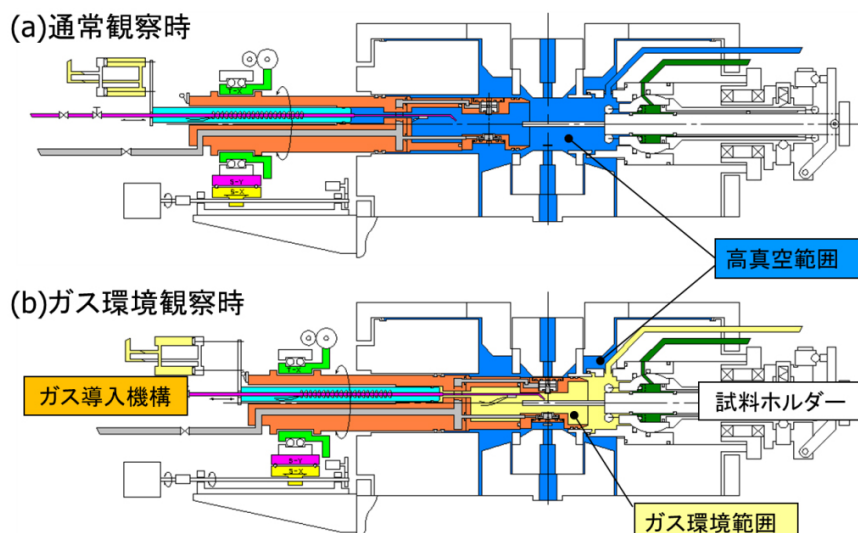 (a)通常観察時
S-Y
S-X
高真空範囲
(b)ガス環境観察時
ガス導入機構
試料ホルダー
S-Y
S-X
ガス環境範囲